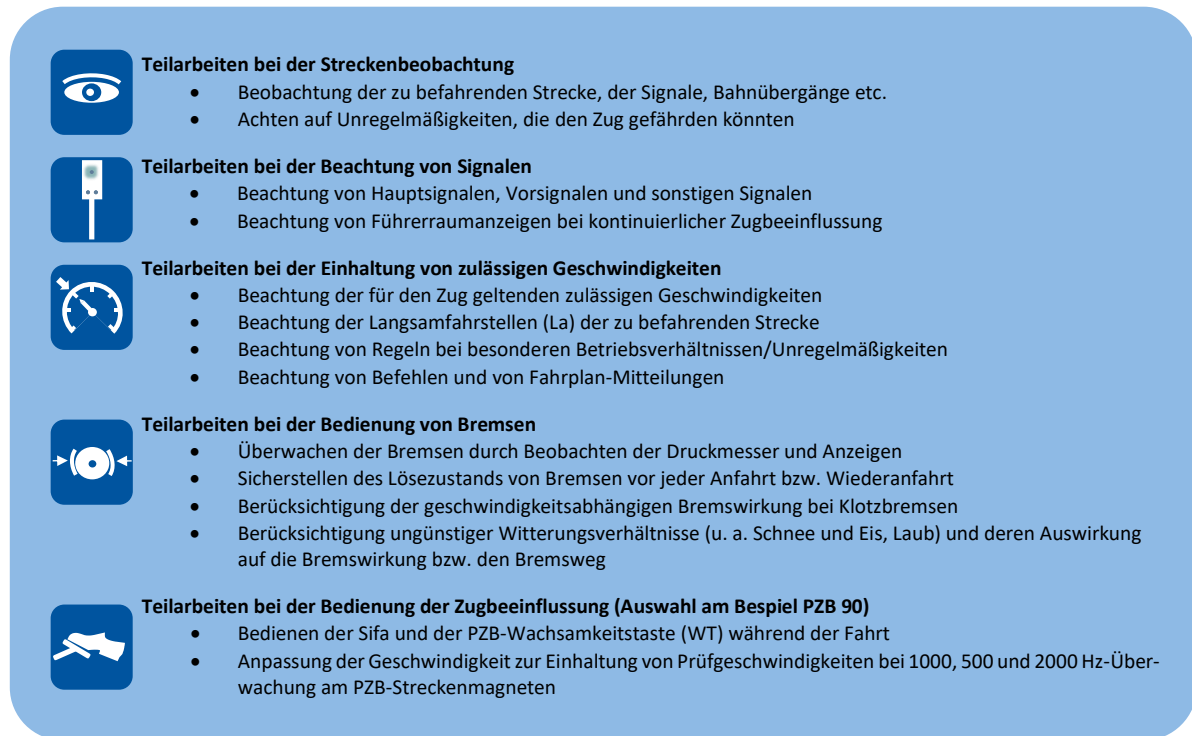 Teilarbeiten bei der Streckenbeobachtung
• Beobachtung der zu befahrenden Strecke, der Signale, Bahnübergänge etc.
• Achten auf Unregelmäßigkeiten, die den Zug gefährden könnten
Teilarbeiten bei der Beachtung von Signalen
• Beachtung von Hauptsignalen, Vorsignalen und sonstigen Signalen
• Beachtung von Führerraumanzeigen bei kontinuierlicher Zugbeeinflussung
Teilarbeiten bei der Einhaltung von zulässigen Geschwindigkeiten
• Beachtung der für den Zug geltenden zulässigen Geschwindigkeiten
• Beachtung der Langsamfahrstellen (La) der zu befahrenden Strecke
• Beachtung von Regeln bei besonderen Betriebsverhältnissen/Unregelmäßigkeiten
• Beachtung von Befehlen und von Fahrplan-Mitteilungen
Teilarbeiten bei der Bedienung von Bremsen
• Überwachen der Bremsen durch Beobachten der Druckmesser und Anzeigen
• Sicherstellen des Lösezustands von Bremsen vor jeder Anfahrt bzw. Wiederanfahrt
• Berücksichtigung der geschwindigkeitsabhängigen Bremswirkung bei Klotzbremsen
• Berücksichtigung ungünstiger Witterungsverhältnisse (u. a. Schnee und Eis, Laub) und deren Auswirkung
auf die Bremswirkung bzw. den Bremsweg
Teilarbeiten bei der Bedienung der Zugbeeinflussung (Auswahl am Bespiel PZB 90)
• Bedienen der Sifa und der PZB-Wachsamkeitstaste (WT) während der Fahrt
• Anpassung der Geschwindigkeit zur Einhaltung von Prüfgeschwindigkeiten bei 1000, 500 und 2000 Hz-Über-
wachung am PZB-Streckenmagneten